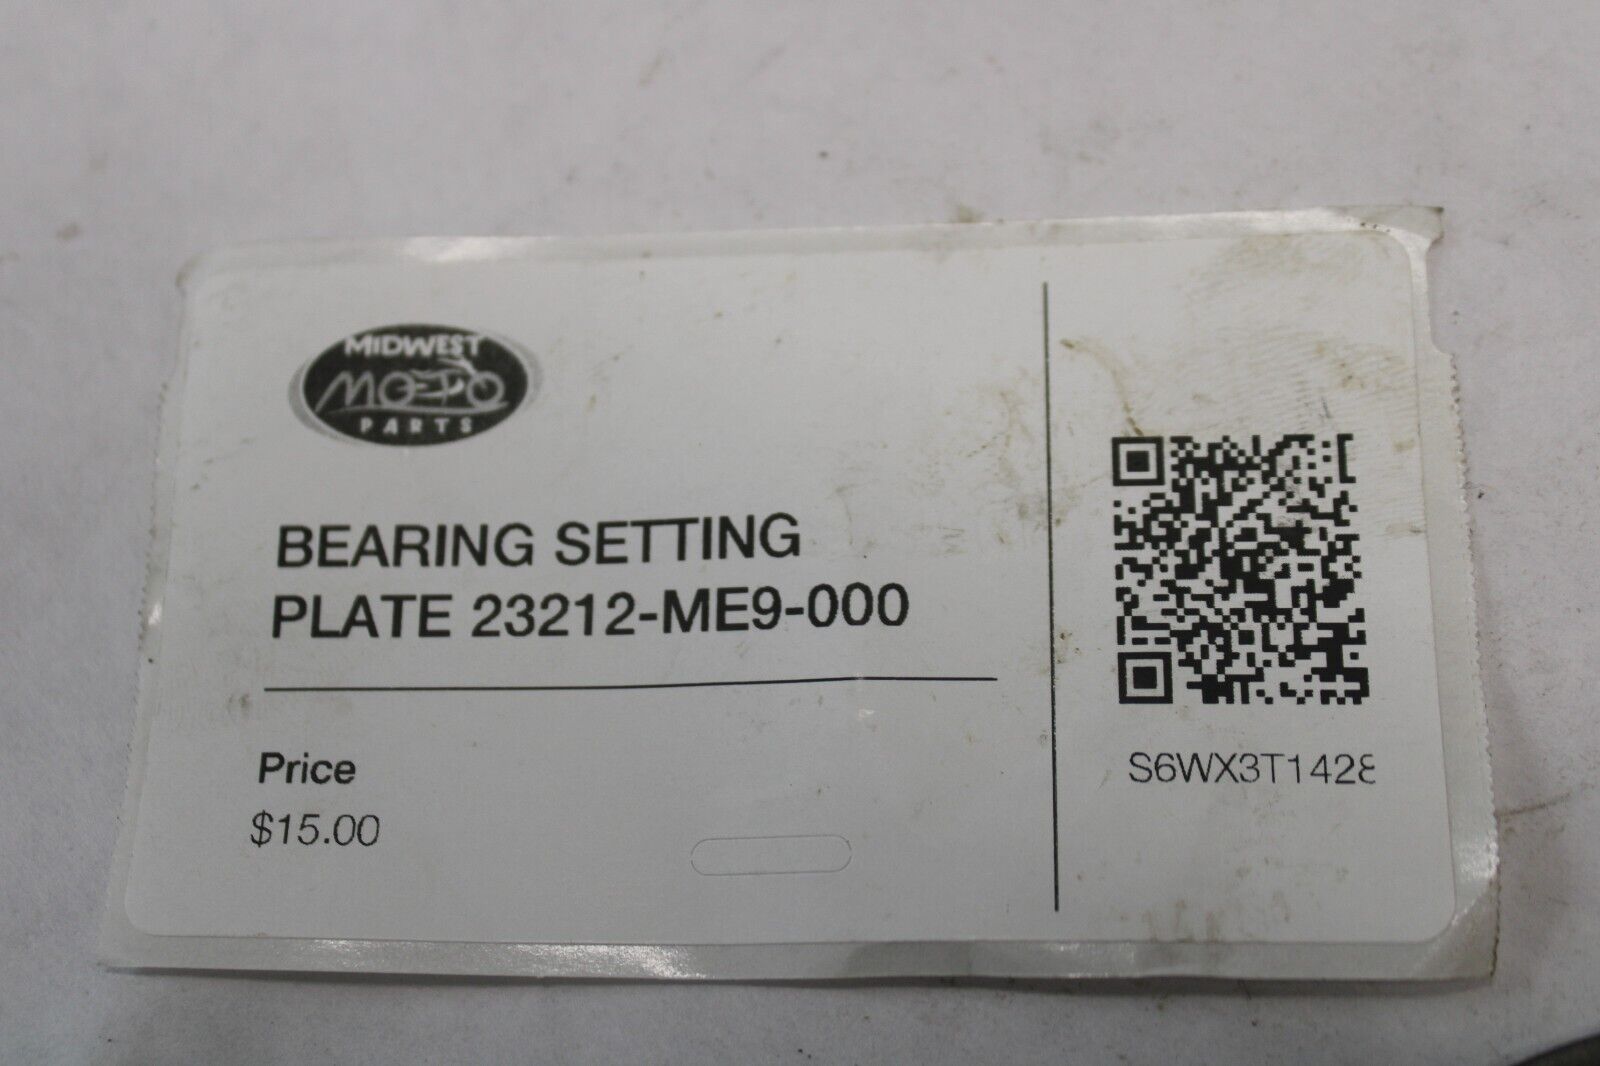 MIDWEST
MOTO
PARTS
BEARING SETTING
PLATE 23212-ME9-000
Price
$15.00
S6WX3T1428